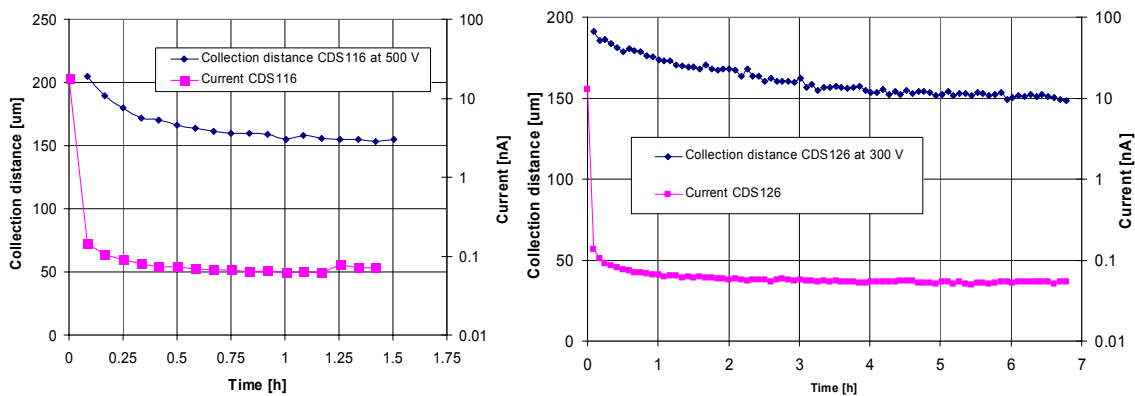 250
200
150
100
50
0
Collection distance [um]
100
10
1
0.1
0.01
Current [nA]
Collection distance CDS116 at 500 V
Current CDS116
0 0.25 0.5 0.75 1 1.25 1.5 1.75
Time [h]
200
150
100
50
0
Collection distance [um]
100
10
1
0.1
0.01
Current [nA]
Collection distance CDS126 at 300 V
Current CDS126
0 1 2 3 4 5 6 7
Time [h]